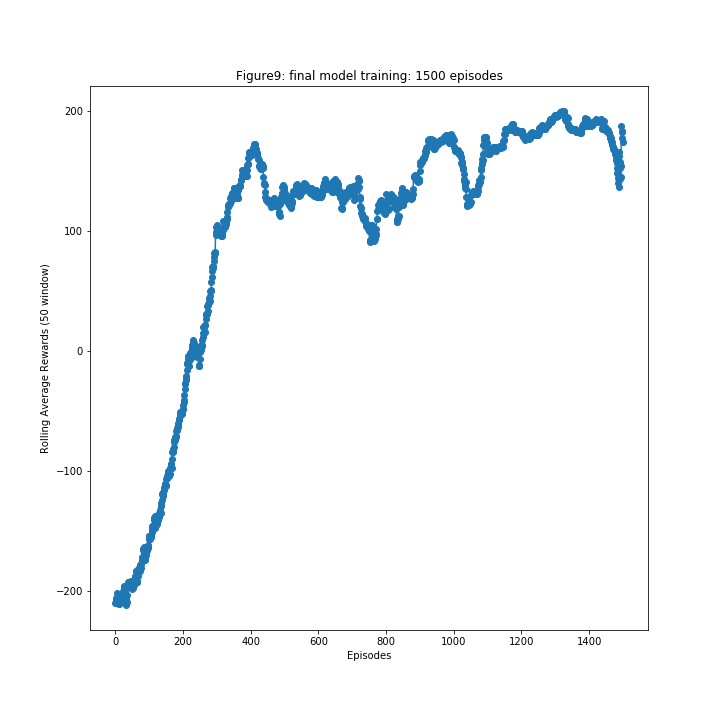 Figure9: final model training: 1500 episodes
200
100
0
−100
−200
Rolling Average Rewards (50 window)
0 200 400 600 800 1000 1200 1400
Episodes